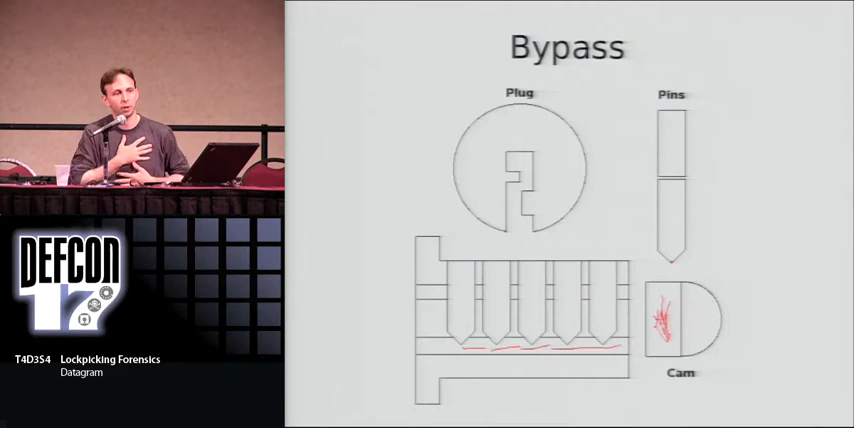 Bypass
Plug
Pins
Cam
DEFCON
17
T4D3S4 Lockpicking Forensics
Datagram